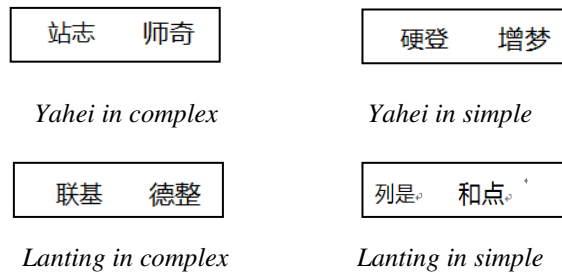 站志 师奇
硬登 增梦
Yahei in complex
Yahei in simple
联基 德整
列是 和点
Lanting in complex
Lanting in simple